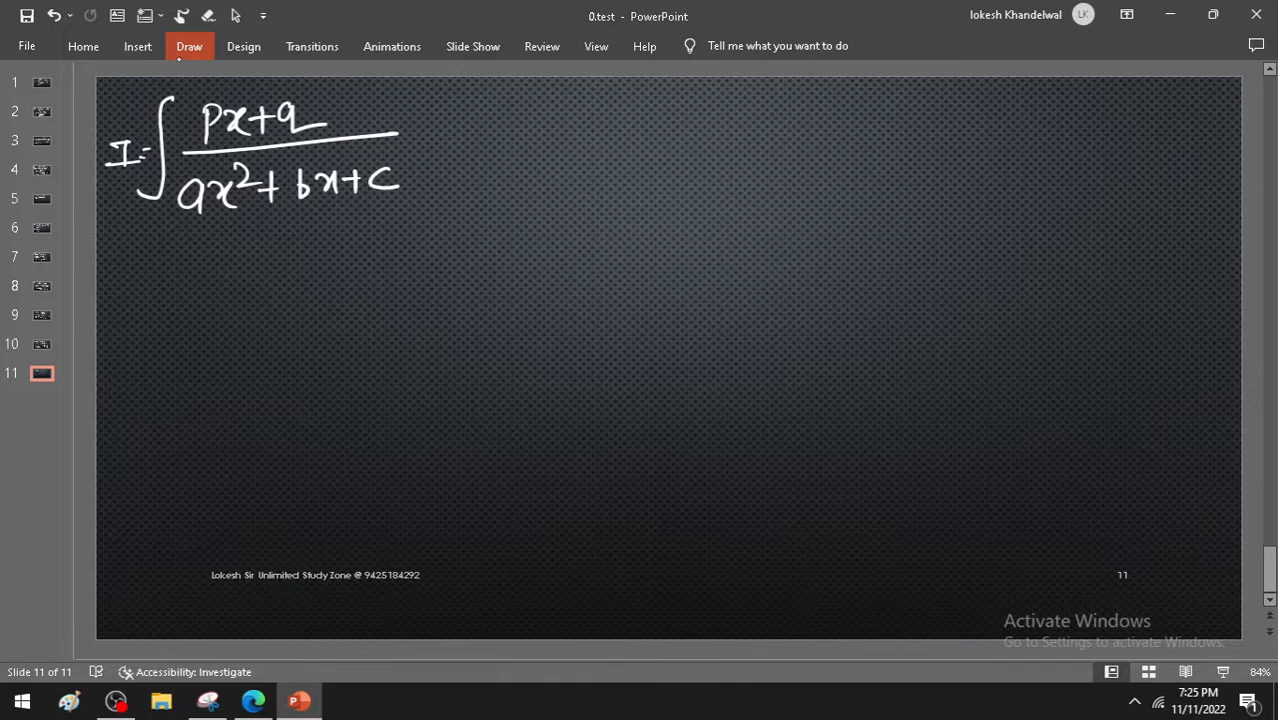 0.test - PowerPoint
lokesh Khandelwal
LK
File
Home
Insert
Draw
Design
Transitions
Animations
Slide Show
Review
View
Help
Tell me what you want to do
1
2
3
4
5
6
7
8
9
10
11
I = ∫ px+q
ax²+ bx+c
Lokesh Sir Unlimited Study Zone @ 9425184292
11
Activate Windows
Go to Settings to activate Windows.
Slide 11 of 11
Accessibility: Investigate
84%
7:25 PM
11/11/2022
1